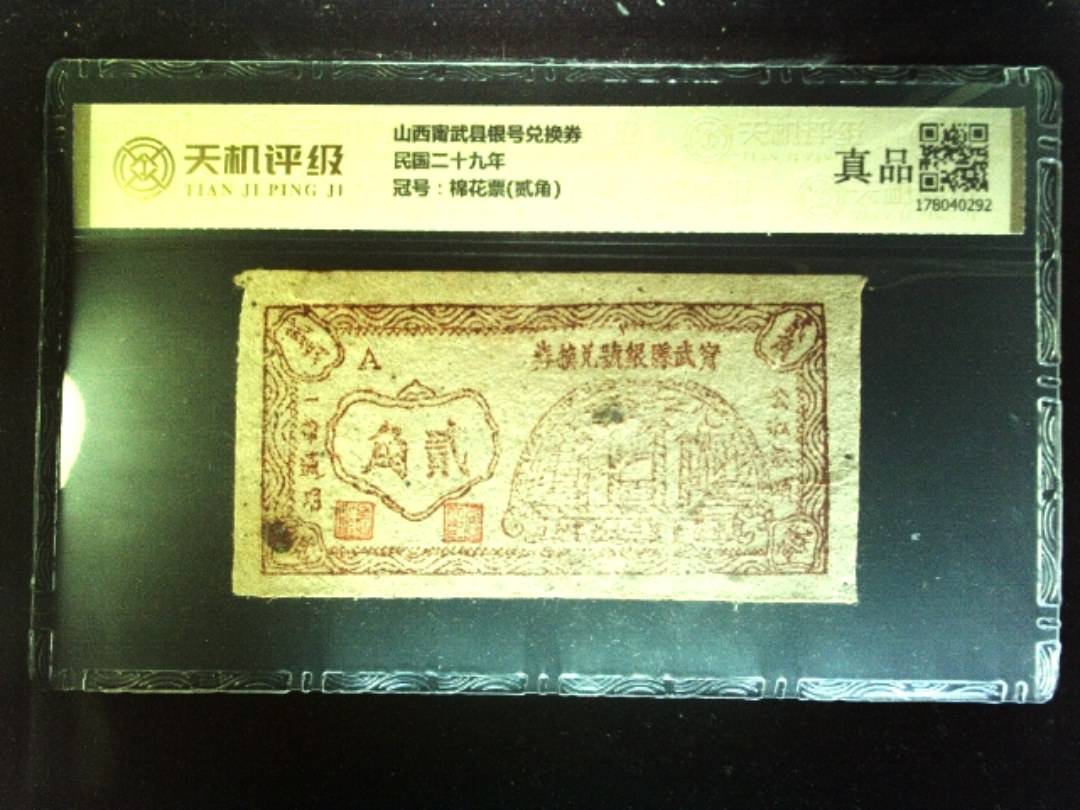 天机评级
TIAN JI PING JI
山西甯武县银号兑换券
民国二十九年
冠号：棉花票(贰角)
真品
178040292
A
甯武縣銀號兌換券
貳角